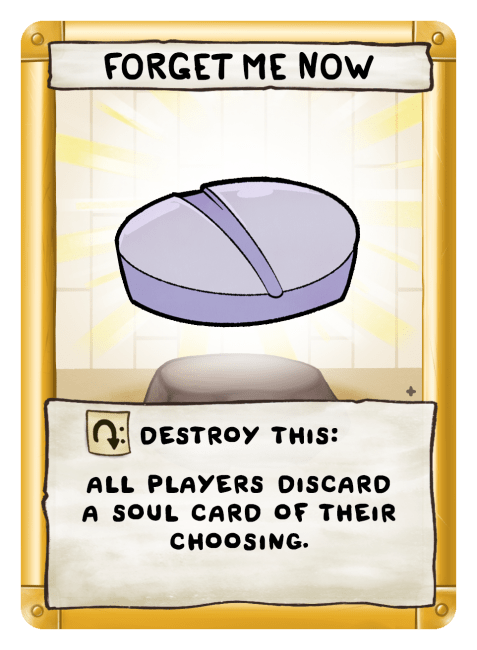 FORGET ME NOW
DESTROY THIS:
ALL PLAYERS DISCARD
A SOUL CARD OF THEIR
CHOOSING.